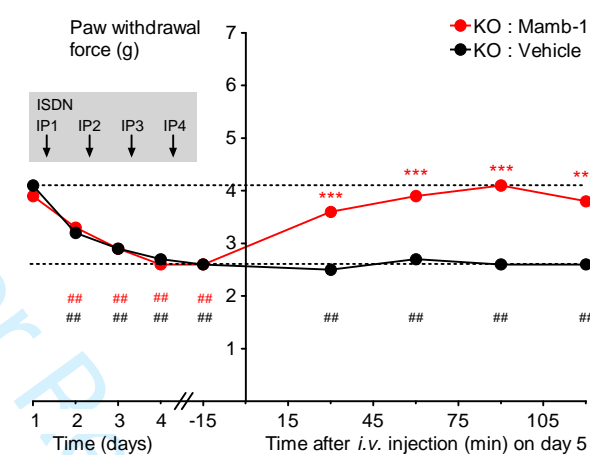 Paw withdrawal
force (g)
7
KO : Mamb-1
KO : Vehicle
6
ISDN
IP1 IP2 IP3 IP4
5
4
*** *** *** **
3
2
## ## ## ##
## ## ## ## ## ## ## #
1
1 2 3 4 -15 15 45 75 105
Time (days) Time after i.v. injection (min) on day 5